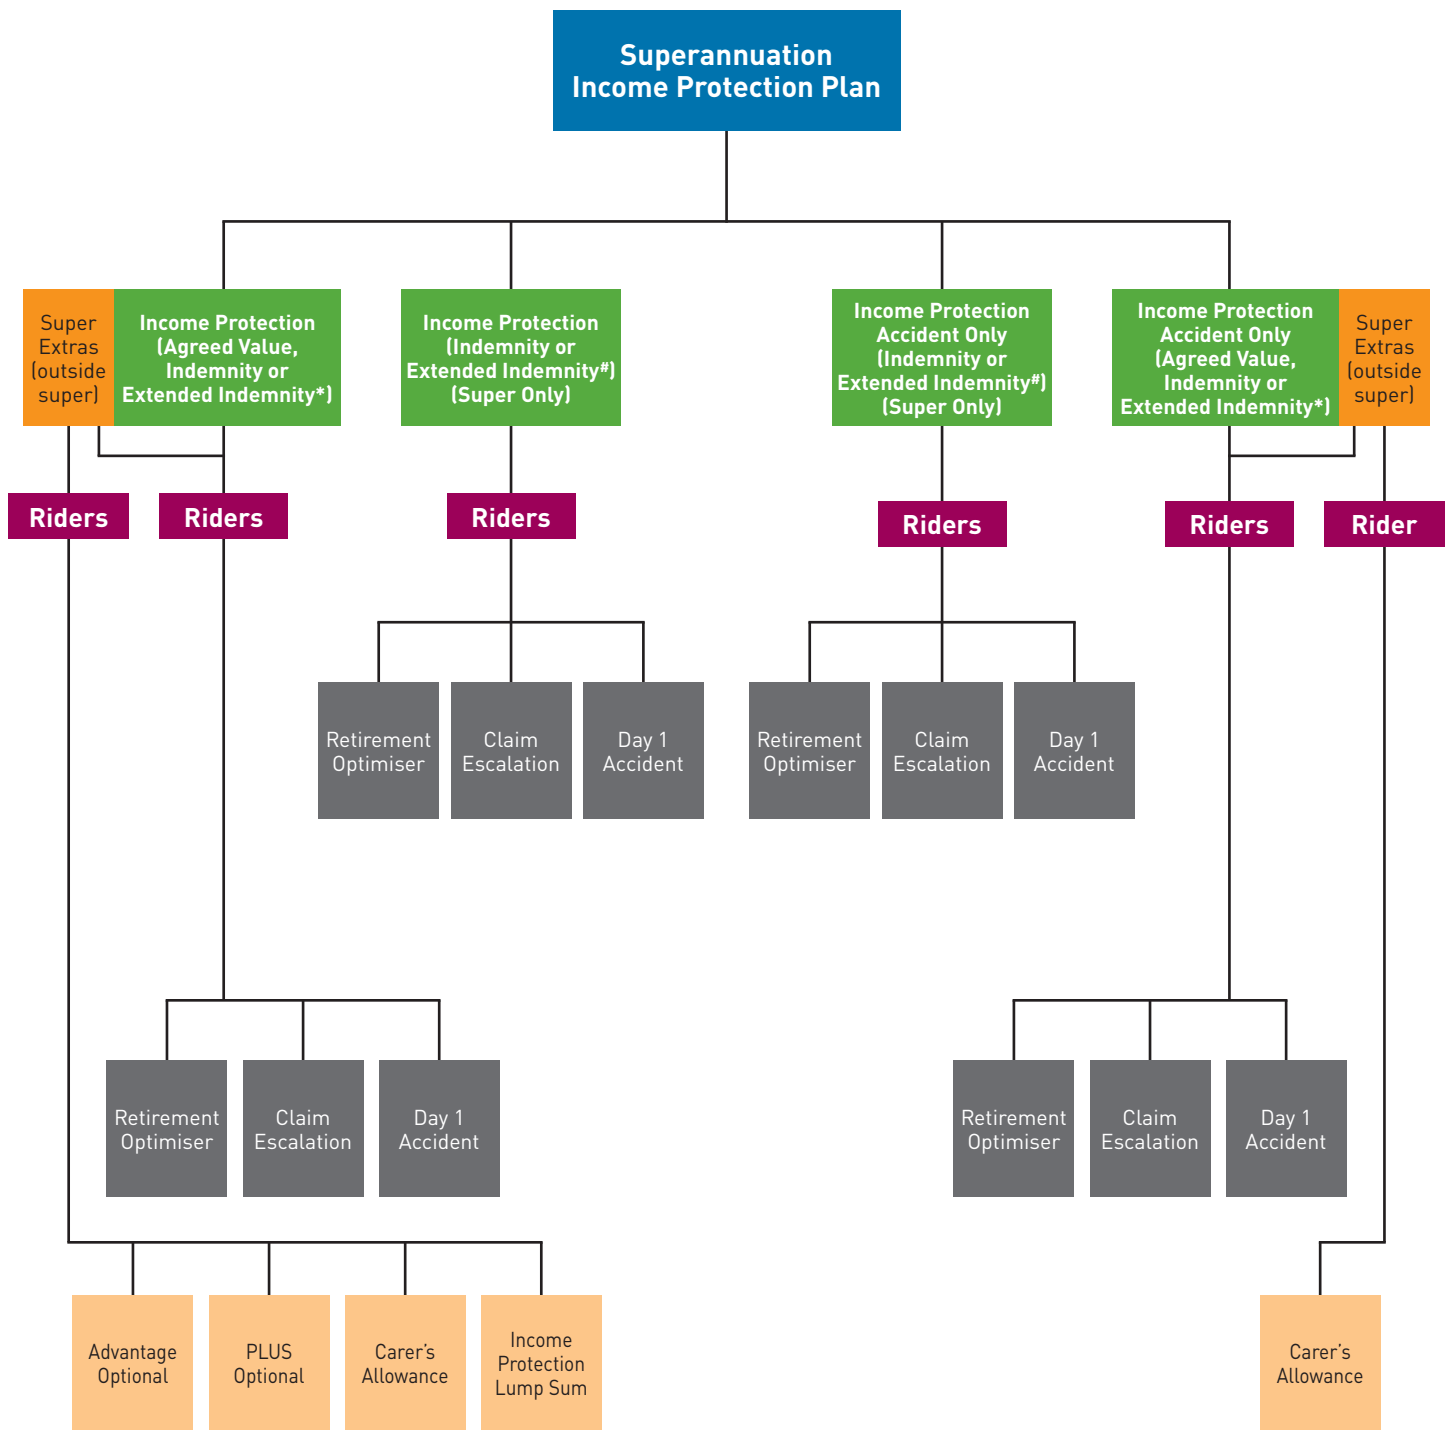 Superannuation
Income Protection Plan
Super
Extras
(outside
super)
Income Protection
(Agreed Value,
Indemnity or
Extended Indemnity*)
Income Protection
(Indemnity or
Extended Indemnity#)
(Super Only)
Income Protection
Accident Only
(Indemnity or
Extended Indemnity#)
(Super Only)
Income Protection
Accident Only
(Agreed Value,
Indemnity or
Extended Indemnity*)
Super
Extras
(outside
super)
Riders
Riders
Riders
Riders
Riders
Rider
Retirement
Optimiser
Claim
Escalation
Day 1
Accident
Retirement
Optimiser
Claim
Escalation
Day 1
Accident
Retirement
Optimiser
Claim
Escalation
Day 1
Accident
Retirement
Optimiser
Claim
Escalation
Day 1
Accident
Advantage
Optional
PLUS
Optional
Carer's
Allowance
Income
Protection
Lump Sum
Carer's
Allowance